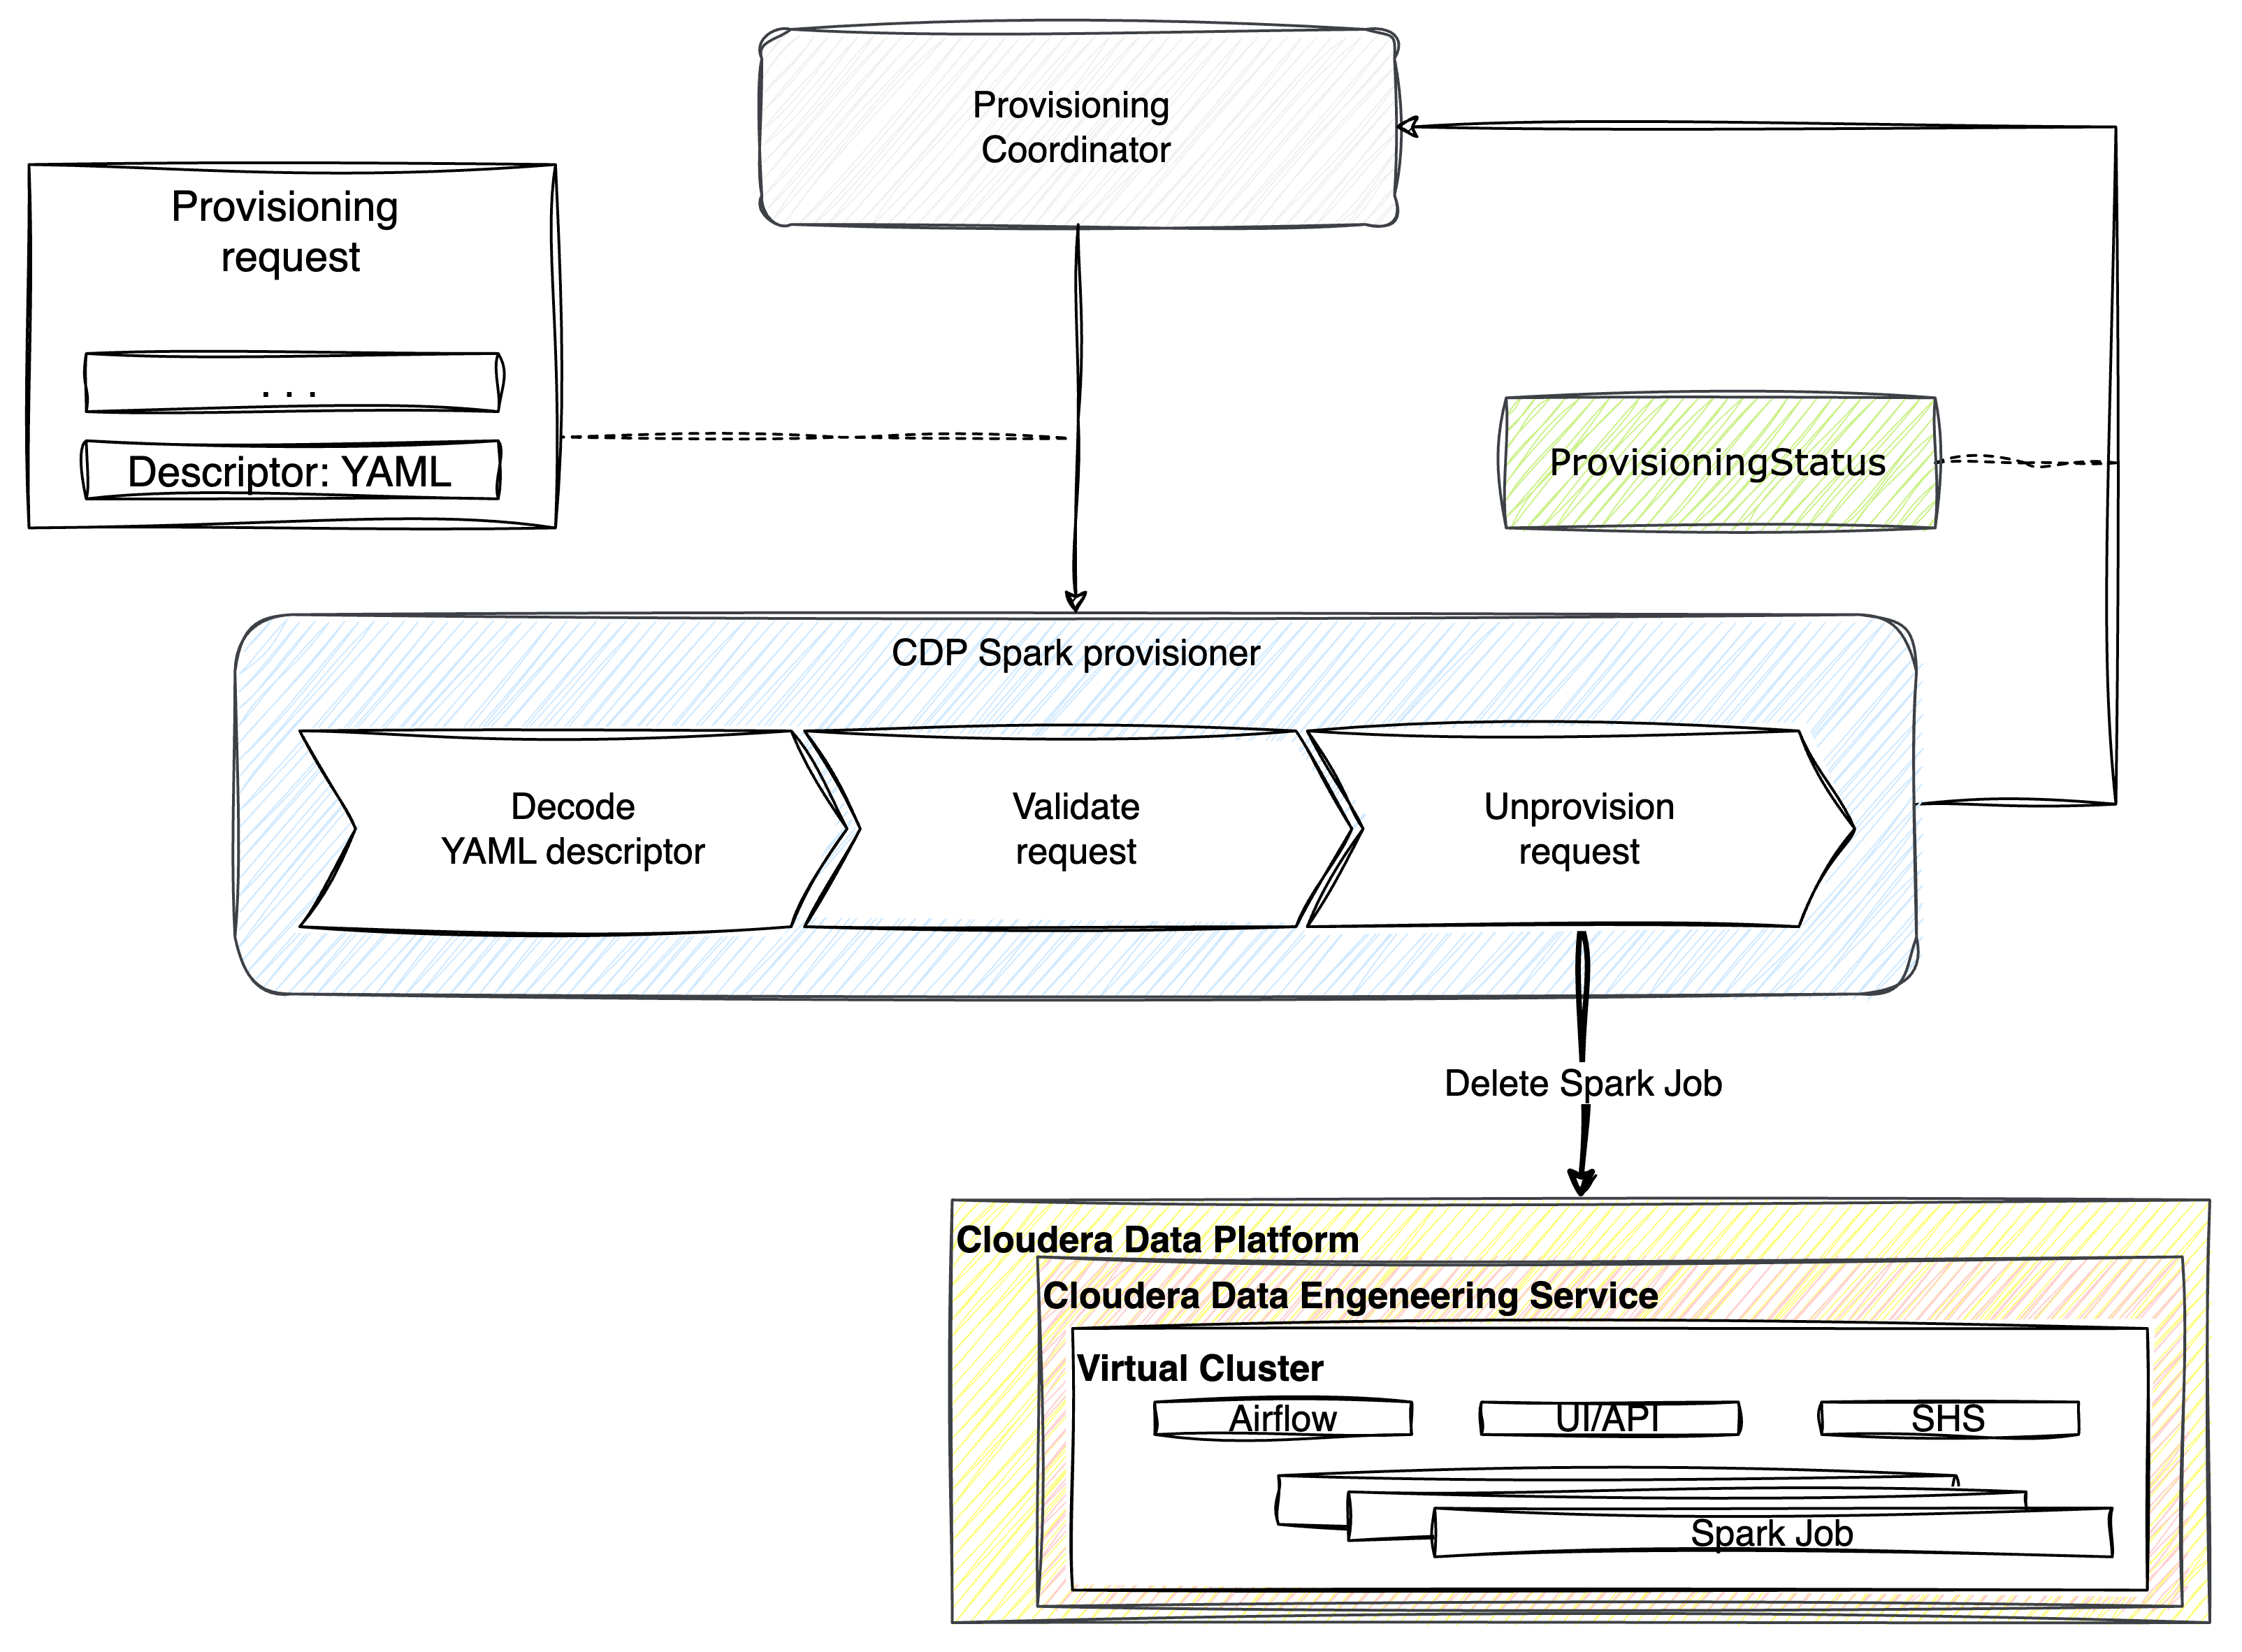 Provisioning
Coordinator
Provisioning
request
. . .
Descriptor: YAML
ProvisioningStatus
CDP Spark provisioner
Decode
YAML descriptor
Validate
request
Unprovision
request
Delete Spark Job
Cloudera Data Platform
Cloudera Data Engeneering Service
Virtual Cluster
Airflow
UI/API
SHS
Spark Job